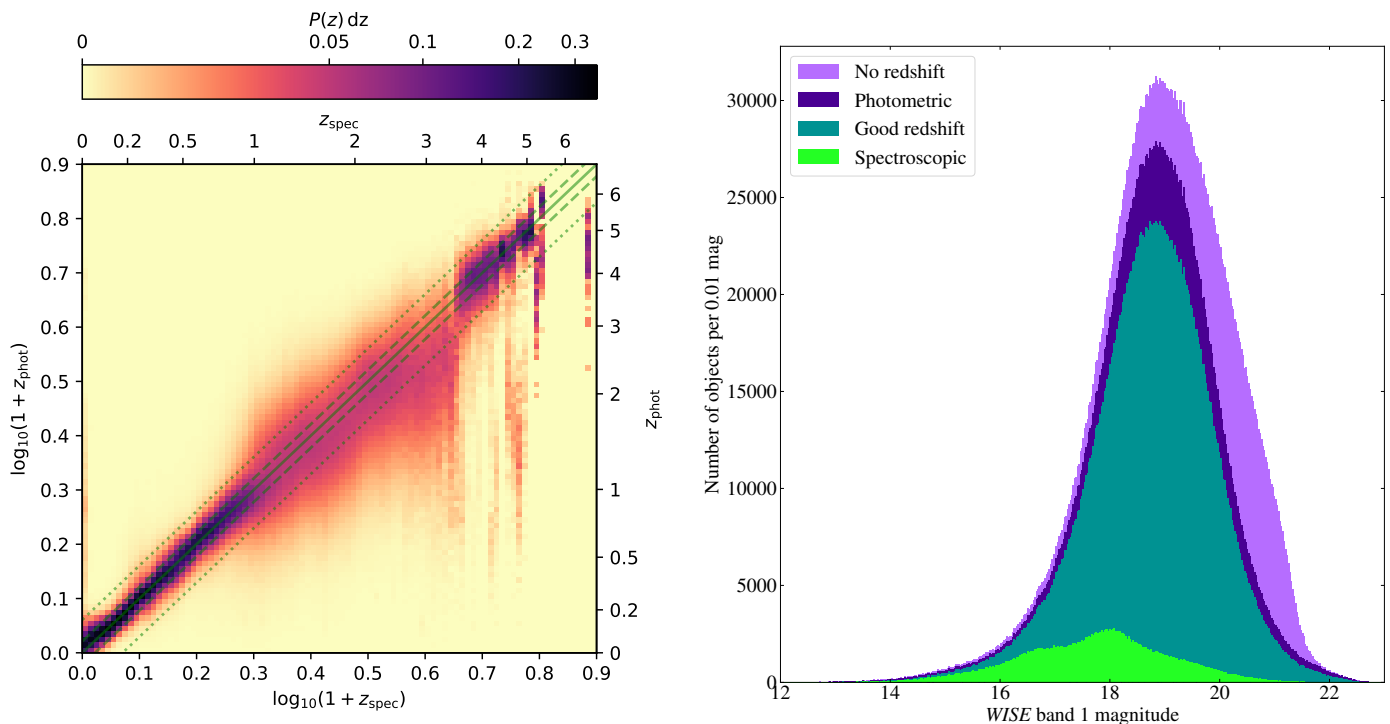 P(z) dz
0 0.05 0.1 0.2 0.3
z_spec
0 0.2 0.5 1 2 3 4 5 6
0.9
0.8
0.7
0.6
0.5
0.4
0.3
0.2
0.1
0.0
log10(1 + z_phot)
0.0 0.1 0.2 0.3 0.4 0.5 0.6 0.7 0.8 0.9
log10(1 + z_spec)
6
5
4
3
2
1
0.5
0.2
0
z_phot
No redshift
Photometric
Good redshift
Spectroscopic
30000
25000
20000
15000
10000
5000
0
Number of objects per 0.01 mag
12 14 16 18 20 22
WISE band 1 magnitude